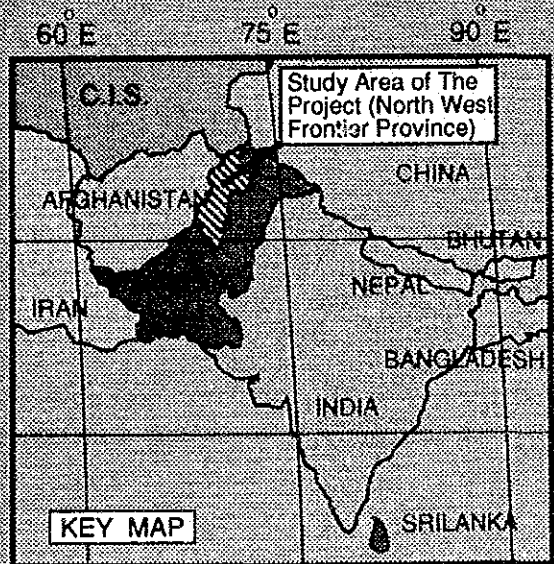 60°E 75°E 90°E
C.I.S.
Study Area of The
Project (North West
Frontier Province)
CHINA
AFGHANISTAN
BHUTAN
NEPAL
IRAN
BANGLADESH
INDIA
KEY MAP
SRILANKA